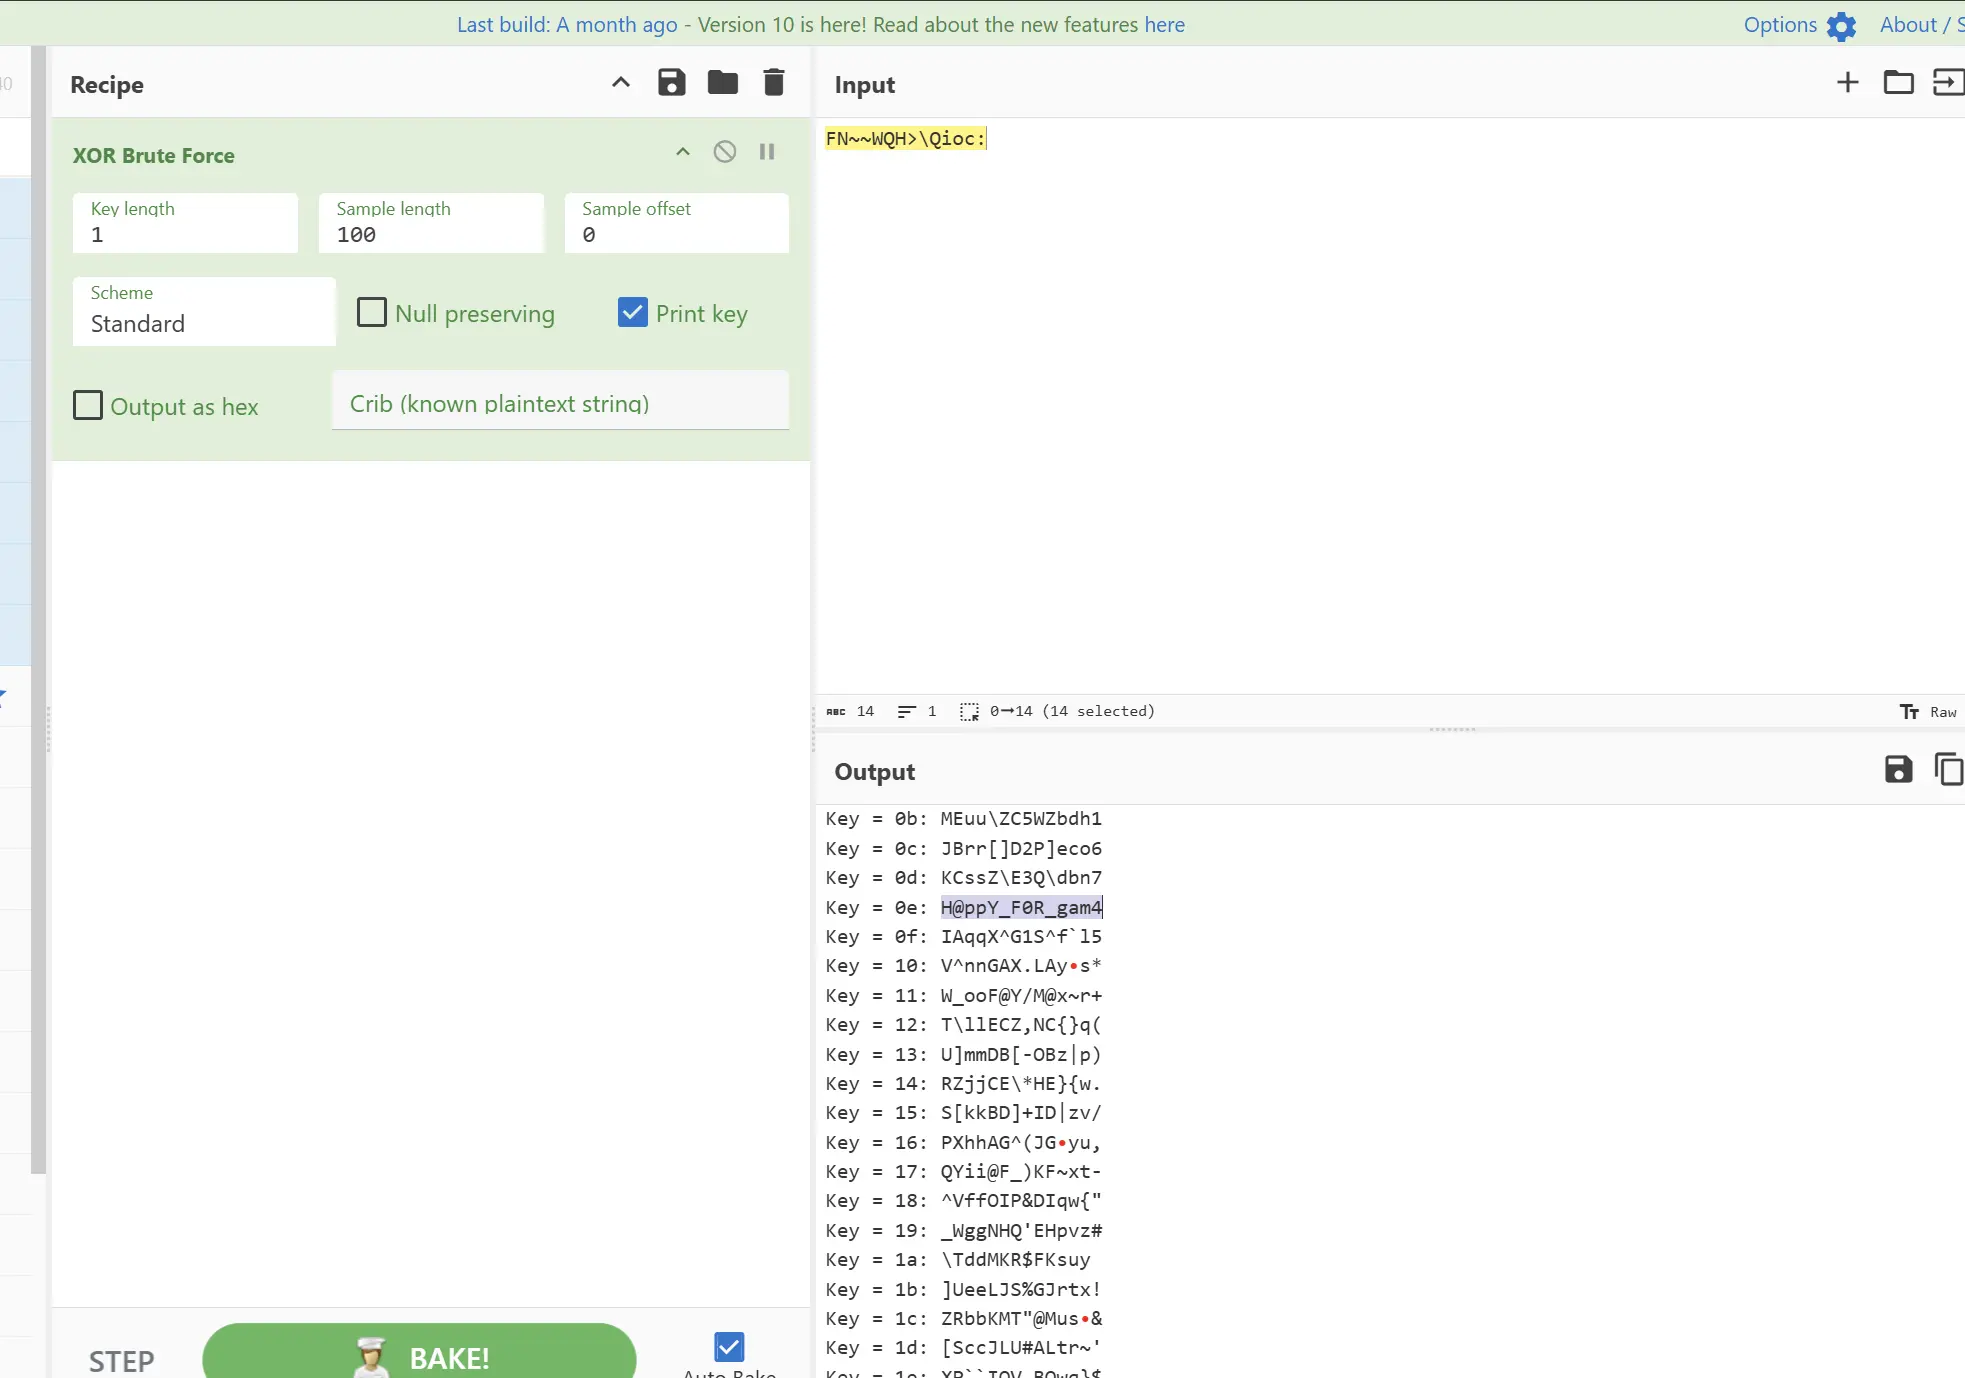 Last build: A month ago - Version 10 is here! Read about the new features here
Options
About /
Recipe
Input
XOR Brute Force
FN~~WQH>\Qioc:
Key length
1
Sample length
100
Sample offset
0
Scheme
Standard
Null preserving
Print key
Output as hex
Crib (known plaintext string)
ABC 14
1
0→14 (14 selected)
Tт Raw
Output
Key = 0b: MEuu\ZC5WZbdh1
Key = 0c: JBrr[]D2P]eco6
Key = 0d: KCssZ\E3Q\dbn7
Key = 0e: H@ppY_F0R_gam4
Key = 0f: IAqqX^G1S^f`l5
Key = 10: V^nnGAX.LAy•s*
Key = 11: W_ooF@Y/M@x~r+
Key = 12: T\llECZ,NC{}q(
Key = 13: U]mmDB[-OBz|p)
Key = 14: RZjjCE\*HE}{w.
Key = 15: S[kkBD]+ID|zv/
Key = 16: PXhhAG^(JG•yu,
Key = 17: QYii@F_)KF~xt-
Key = 18: ^VffOIP&DIqw{"
Key = 19: _WggNHQ'EHpvz#
Key = 1a: \TddMKR$FKsuy
Key = 1b: ]UeeLJS%GJrtx!
Key = 1c: ZRbbKMT"@Mus•&
Key = 1d: [SccJLU#ALtr~'
STEP
BAKE!
Auto Bake